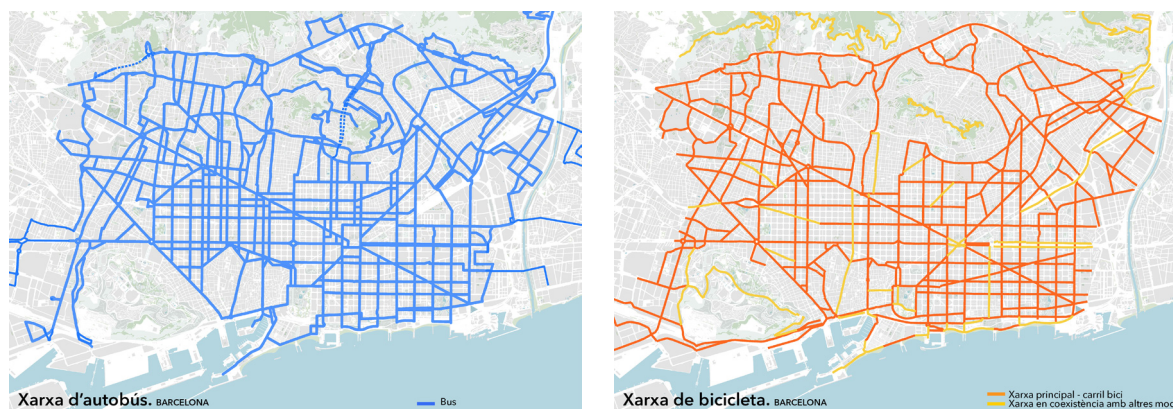 Xarxa d'autobús. BARCELONA
Bus
Xarxa de bicicleta. BARCELONA
Xarxa principal - carril bici
Xarxa en coexistència amb altres mod